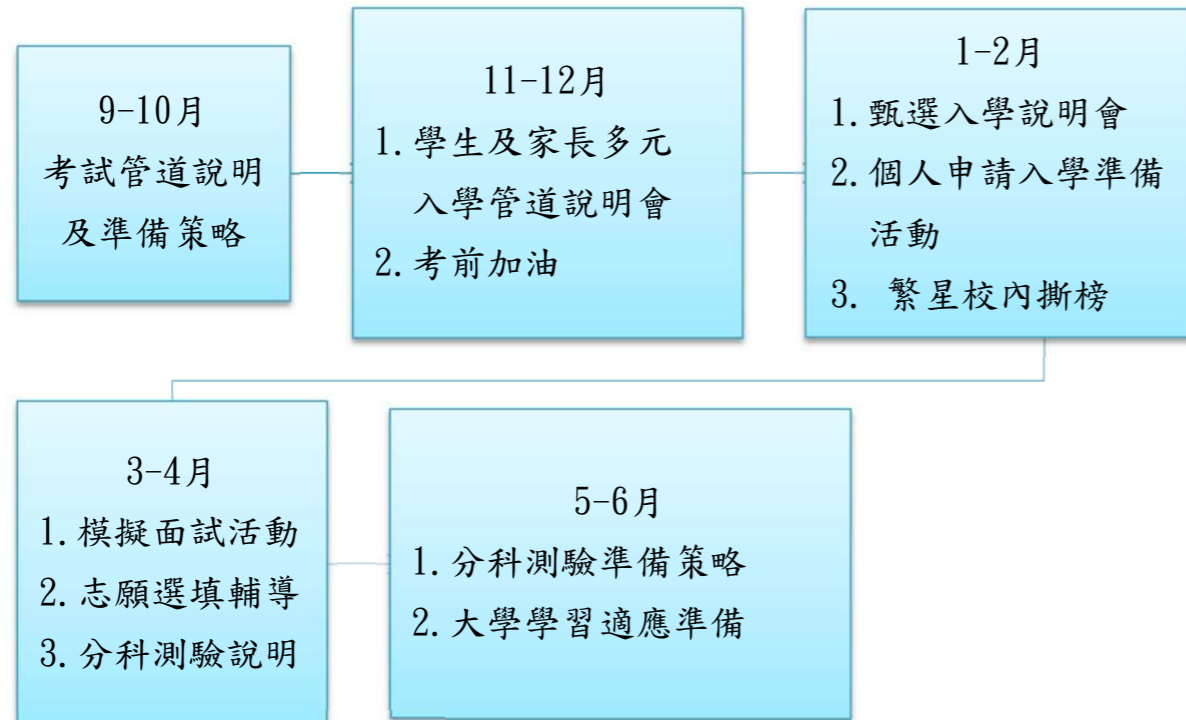 9-10月
考試管道說明
及準備策略
11-12月
1.學生及家長多元
入學管道說明會
2.考前加油
1-2月
1.甄選入學說明會
2.個人申請入學準備
活動
3. 繁星校內撕榜
3-4月
1.模擬面試活動
2.志願選填輔導
3.分科測驗說明
5-6月
1.分科測驗準備策略
2.大學學習適應準備